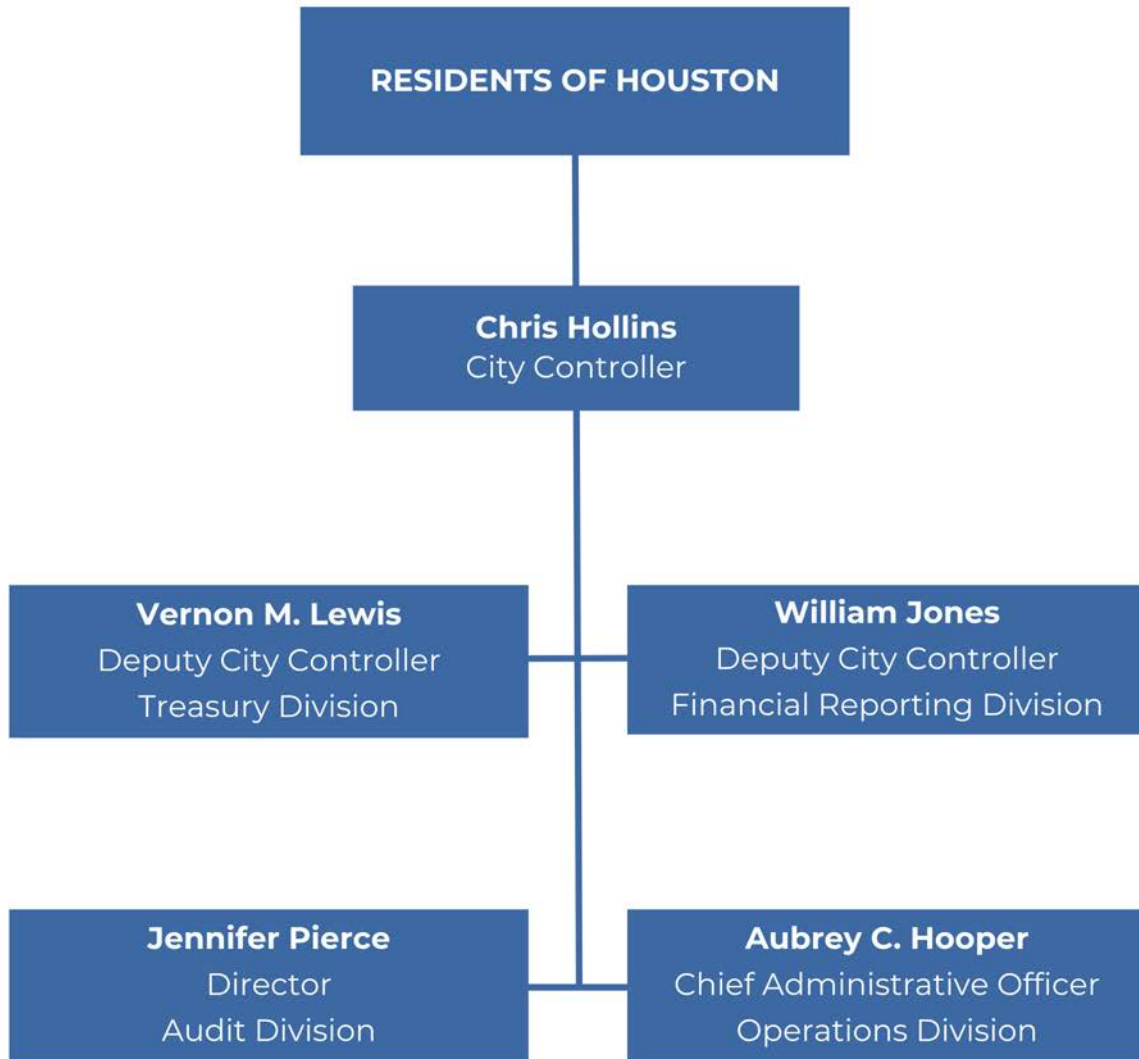 RESIDENTS OF HOUSTON
Chris Hollins
City Controller
Vernon M. Lewis
Deputy City Controller
Treasury Division
William Jones
Deputy City Controller
Financial Reporting Division
Jennifer Pierce
Director
Audit Division
Aubrey C. Hooper
Chief Administrative Officer
Operations Division